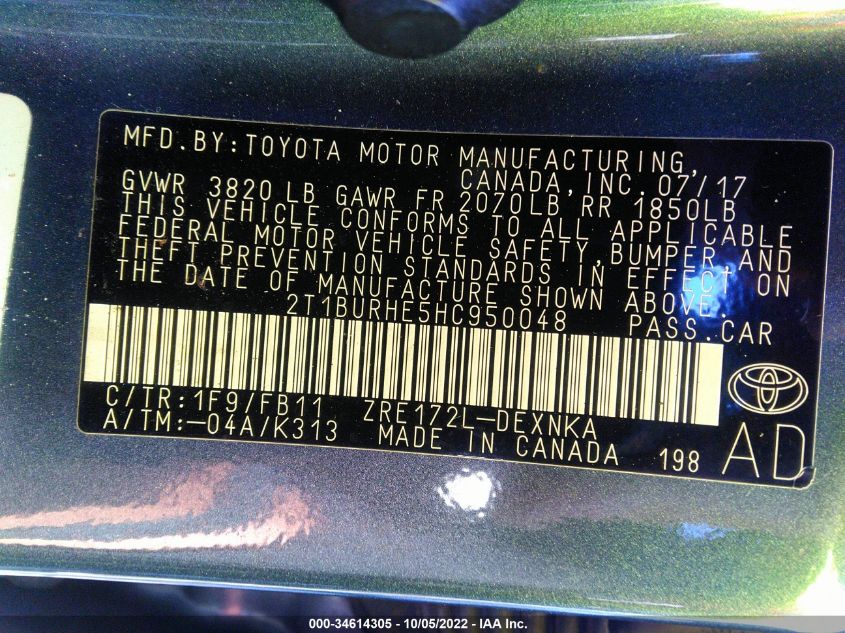 MFD.BY:TOYOTA MOTOR MANUFACTURING,
CANADA,INC.07/17
GVWR 3820 LB GAWR FR 2070LB RR 1850LB
THIS VEHICLE CONFORMS TO ALL APPLICABLE
FEDERAL MOTOR VEHICLE SAFETY,BUMPER,AND
THEFT PREVENTION STANDARDS IN EFFECT ON
THE DATE OF MANUFACTURE SHOWN ABOVE.
2T1BURHE5HC950048 PASS.CAR
C/TR:1F9/FB11 ZRE172L-DEXNKA
A/TM:-04A/K313 MADE IN CANADA 198 AD
000-34614305 - 10/05/2022 - IAA Inc.